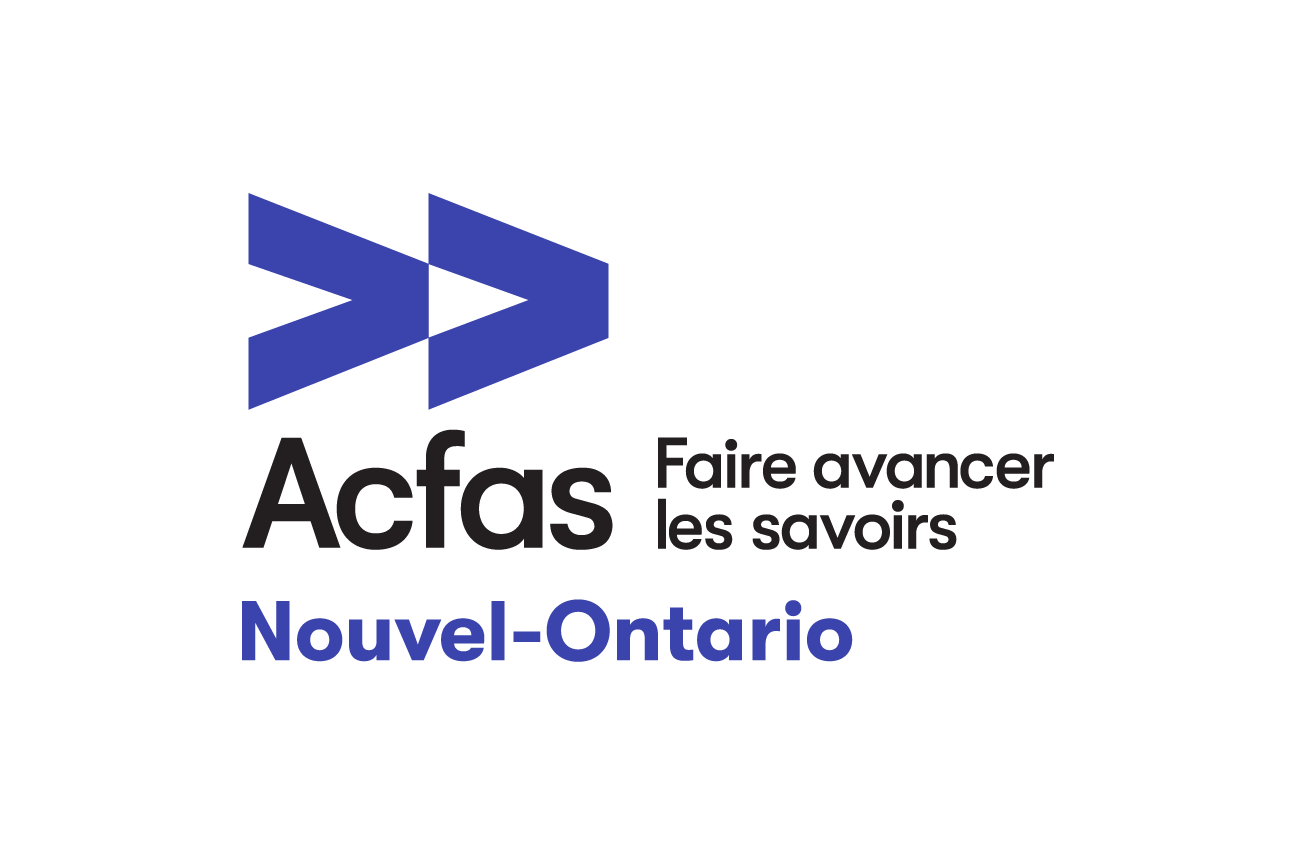 Acfas
Faire avancer
les savoirs
Nouvel-Ontario